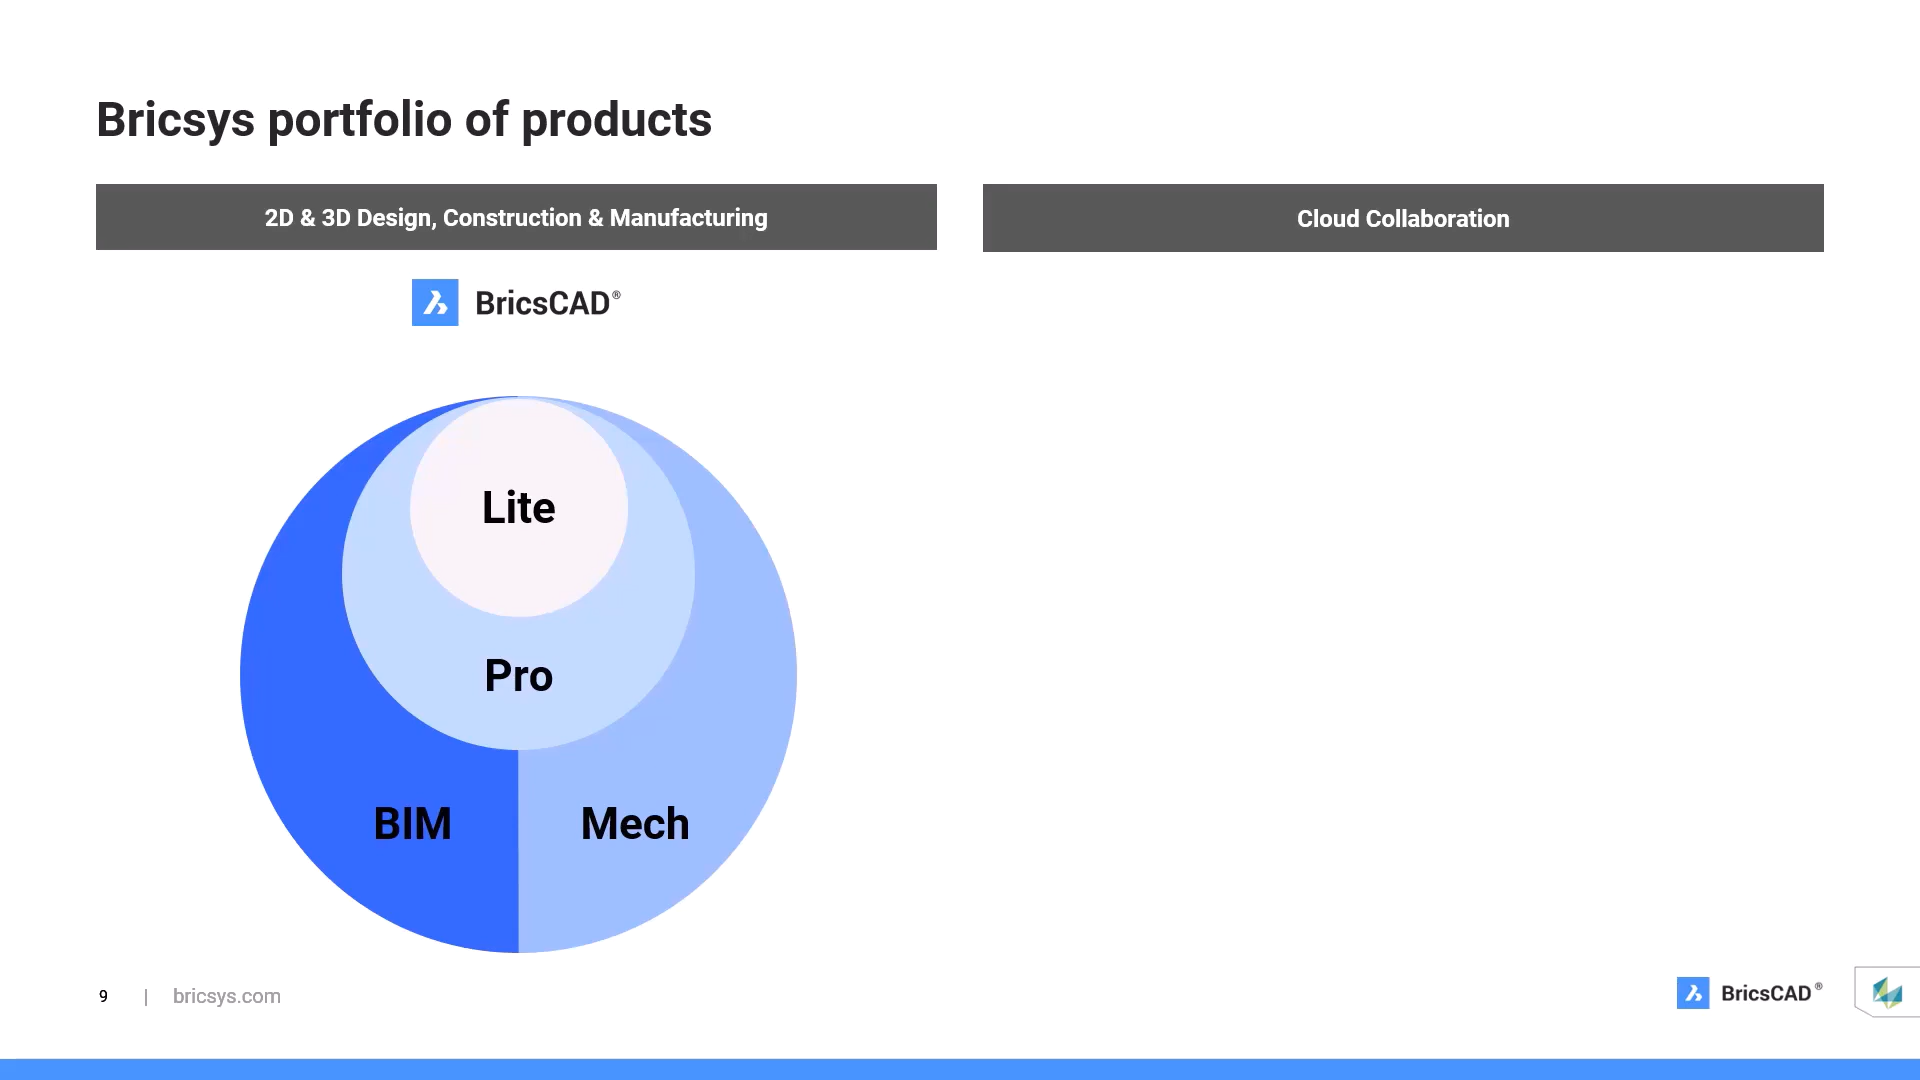 Bricsys portfolio of products
2D & 3D Design, Construction & Manufacturing
Cloud Collaboration
BricsCAD®
Lite
Pro
BIM
Mech
9 | bricsys.com
BricsCAD®